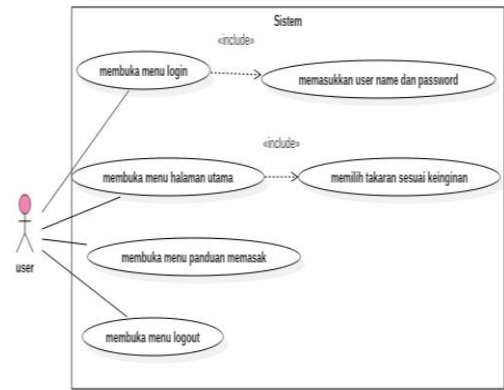 Sistem
«include»
membuka menu login
memasukkan user name dan password
«include»
membuka menu halaman utama
memilih takaran sesuai keinginan
user
membuka menu panduan memasak
membuka menu logout